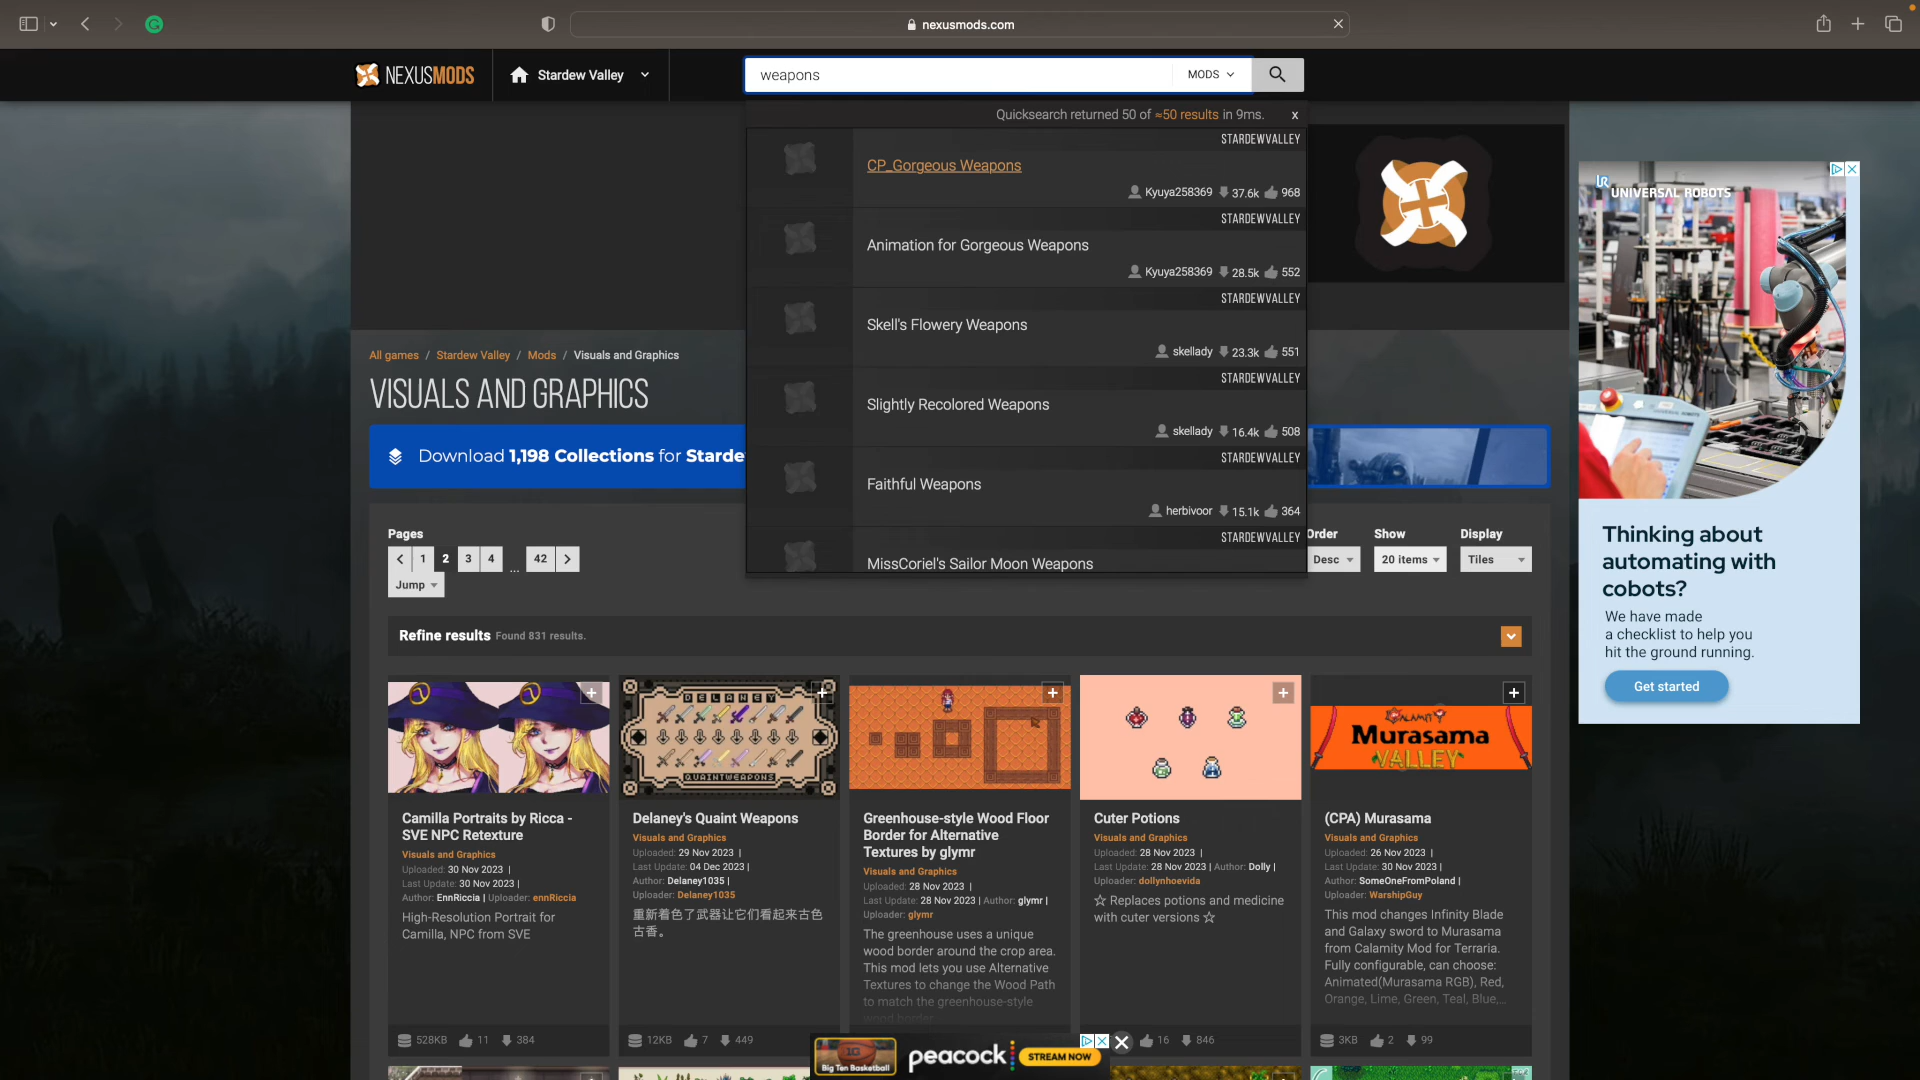 nexusmods.com
NEXUSMODS
Stardew Valley
weapons
MODS
Quicksearch returned 50 of ≈50 results in 9ms.
x
STARDEWVALLEY
CP_Gorgeous Weapons
Kyuya258369 37.6k 968
STARDEWVALLEY
Animation for Gorgeous Weapons
Kyuya258369 28.5k 552
STARDEWVALLEY
Skell's Flowery Weapons
skellady 23.3k 551
STARDEWVALLEY
Slightly Recolored Weapons
skellady 16.4k 508
STARDEWVALLEY
Faithful Weapons
herbivoor 15.1k 364
STARDEWVALLEY
MissCoriel's Sailor Moon Weapons
All games / Stardew Valley / Mods / Visuals and Graphics
VISUALS AND GRAPHICS
Download 1,198 Collections for Starde
Pages
1 2 3 4 ... 42
Jump
Order
Desc
Show
20 items
Display
Tiles
Refine results Found 831 results.
Camilla Portraits by Ricca -
SVE NPC Retexture
Visuals and Graphics
Uploaded: 30 Nov 2023 |
Last Update: 30 Nov 2023 |
Author: EnnRiccia | Uploader: ennRiccia
High-Resolution Portrait for
Camilla, NPC from SVE
528KB 11 384
DELANEY
QUAINTWEAPONS
Delaney's Quaint Weapons
Visuals and Graphics
Uploaded: 29 Nov 2023 |
Last Update: 04 Dec 2023 |
Author: Delaney1035 |
Uploader: Delaney1035
重新着色了武器让它们看起来古色
古香。
12KB 7 449
Greenhouse-style Wood Floor
Border for Alternative
Textures by glymr
Visuals and Graphics
Uploaded: 28 Nov 2023 |
Last Update: 28 Nov 2023 | Author: glymr |
Uploader: glymr
The greenhouse uses a unique
wood border around the crop area.
This mod lets you use Alternative
Textures to change the Wood Path
to match the greenhouse-style
wood border
Cuter Potions
Visuals and Graphics
Uploaded: 28 Nov 2023 |
Last Update: 28 Nov 2023 | Author: Dolly |
Uploader: dollynhoevida
☆ Replaces potions and medicine
with cuter versions ☆
16 846
CALAMITY
Murasama
VALLEY
(CPA) Murasama
Visuals and Graphics
Uploaded: 26 Nov 2023 |
Last Update: 30 Nov 2023 |
Author: SomeOneFromPoland |
Uploader: WarshipGuy
This mod changes Infinity Blade
and Galaxy sword to Murasama
from Calamity Mod for Terraria.
Fully configurable, can choose:
Animated(Murasama RGB), Red,
Orange, Lime, Green, Teal, Blue,...
3KB 2 99
UR
UNIVERSAL ROBOTS
Thinking about
automating with
cobots?
We have made
a checklist to help you
hit the ground running.
Get started
Big Ten Basketball
peacock
STREAM NOW